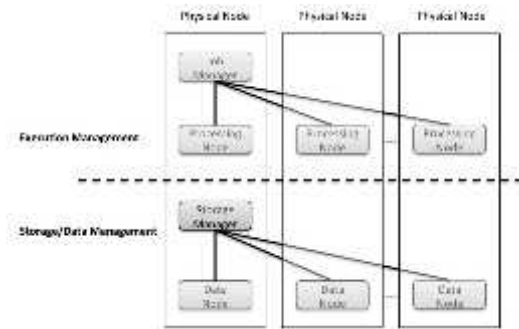 Physical Node
Physical Node
Physical Node
Job
Manager
Execution Management
Processing
Node
Processing
Node
Processing
Node
Storage/Data Management
Storage
Manager
Data
Node
Data
Node
Data
Node